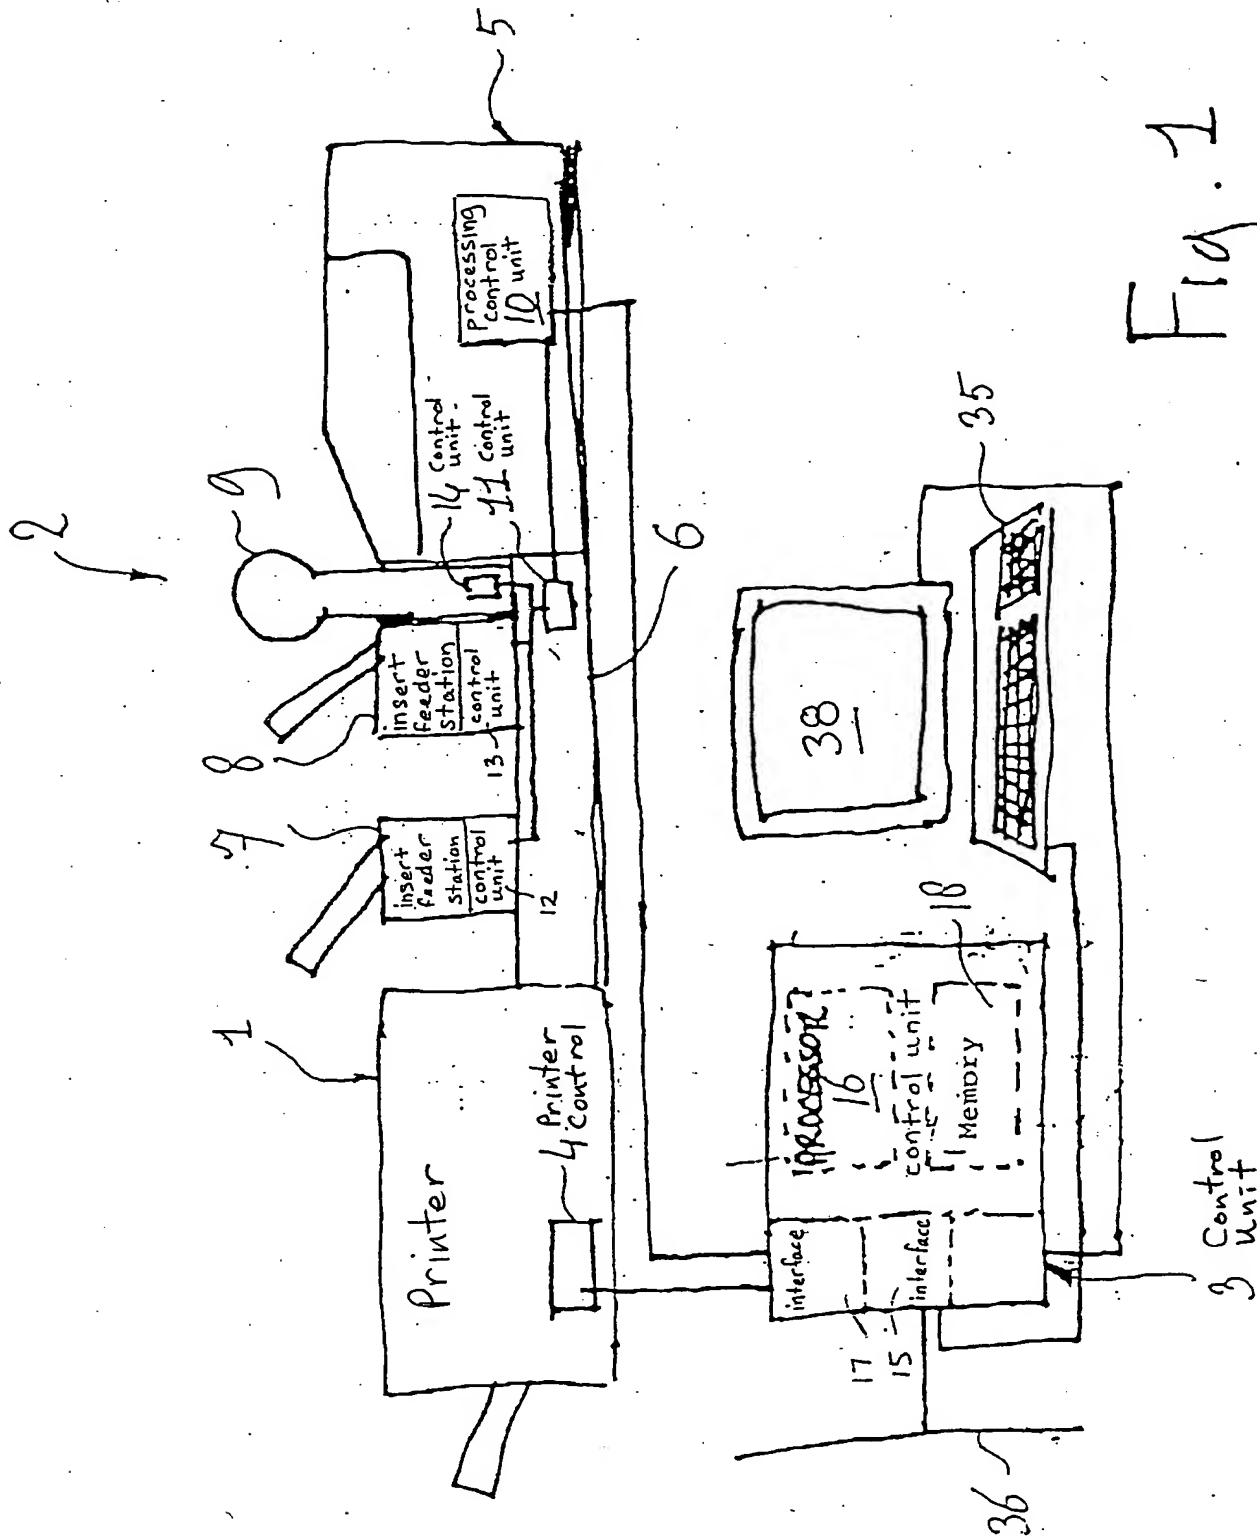 2
9
5
8
7
1
insert
feeder
station
control
unit
12
insert
feeder
station
control
unit
13
14 Control
unit.
11 Control
unit
Processing
Control
unit
10
6
Printer
4 Printer
Control
interface
17
interface
15
PROCESSOR
16
control unit
Memory
18
38
35
36
3 Control
Unit
Fig. 1